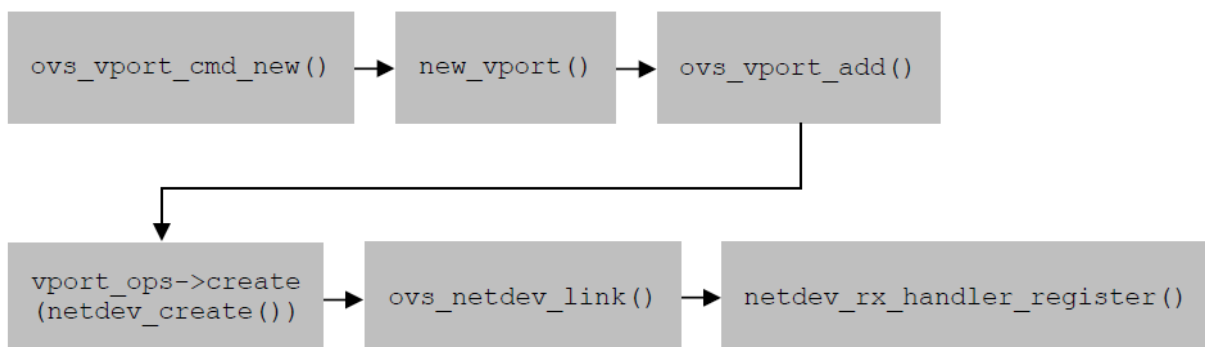 ovs_vport_cmd_new()
new_vport()
ovs_vport_add()
vport_ops->create
(netdev_create())
ovs_netdev_link()
netdev_rx_handler_register()